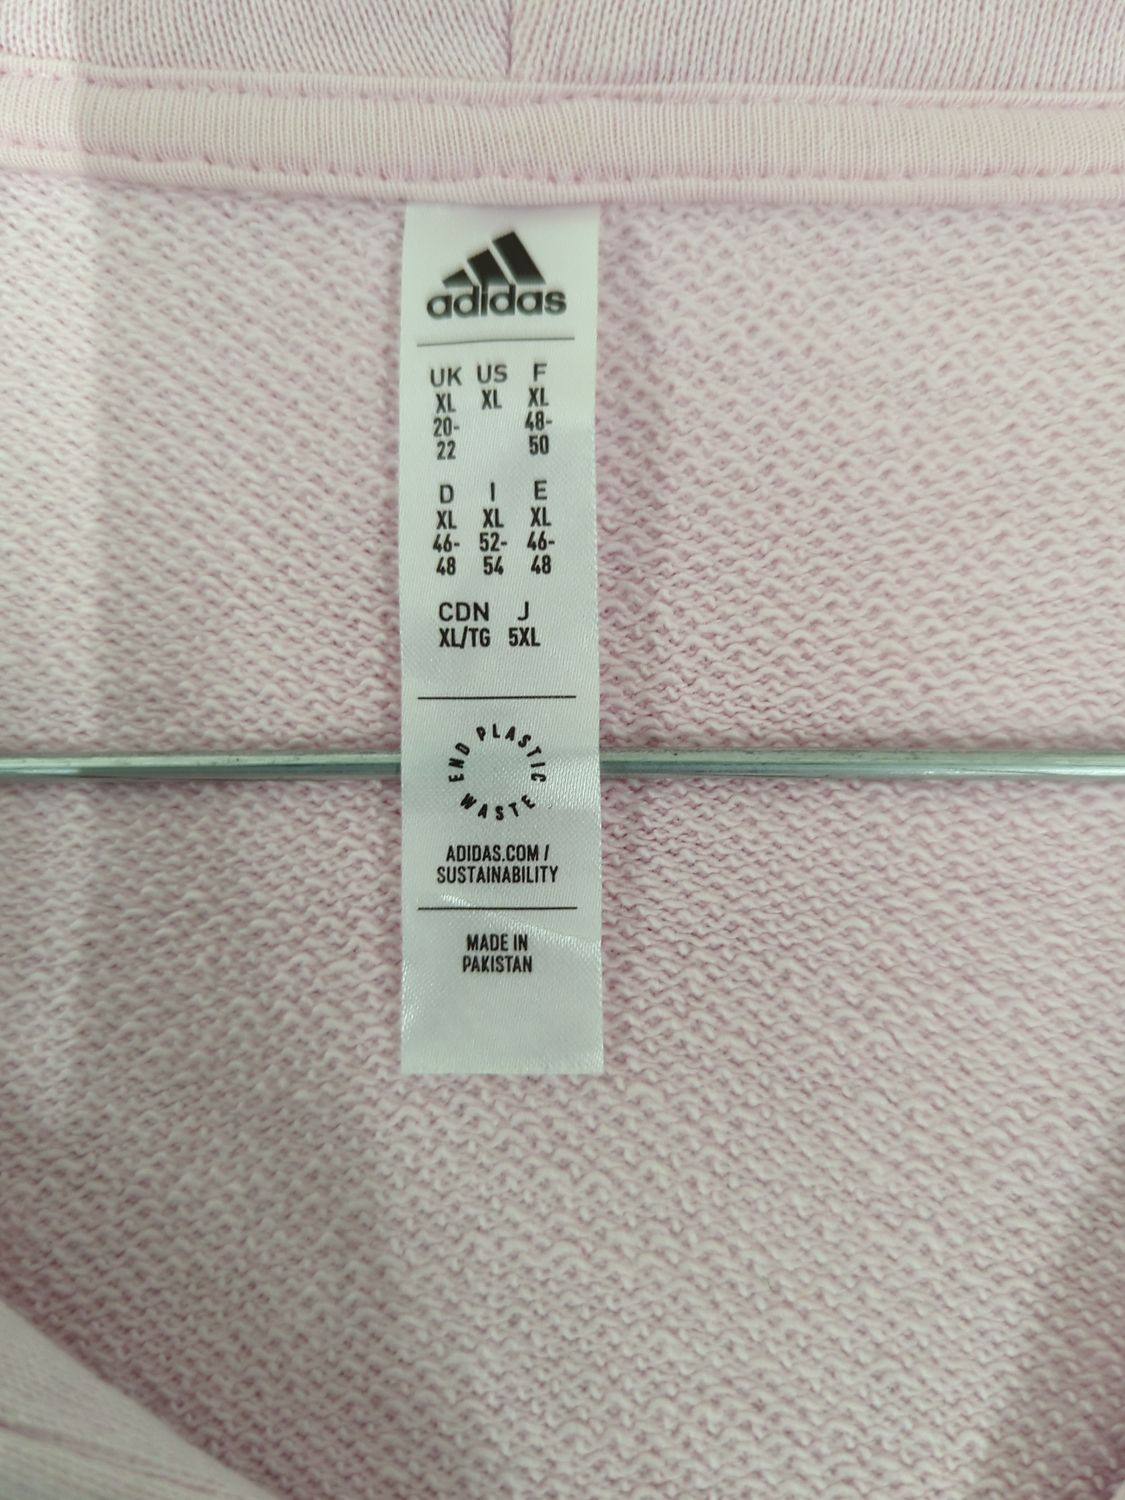 adidas
UK US F
XL XL XL
20- 48-
22 50
D I E
XL XL XL
46- 52- 46-
48 54 48
CDN J
XL/TG 5XL
END PLASTIC WASTE
ADIDAS.COM /
SUSTAINABILITY
MADE IN
PAKISTAN